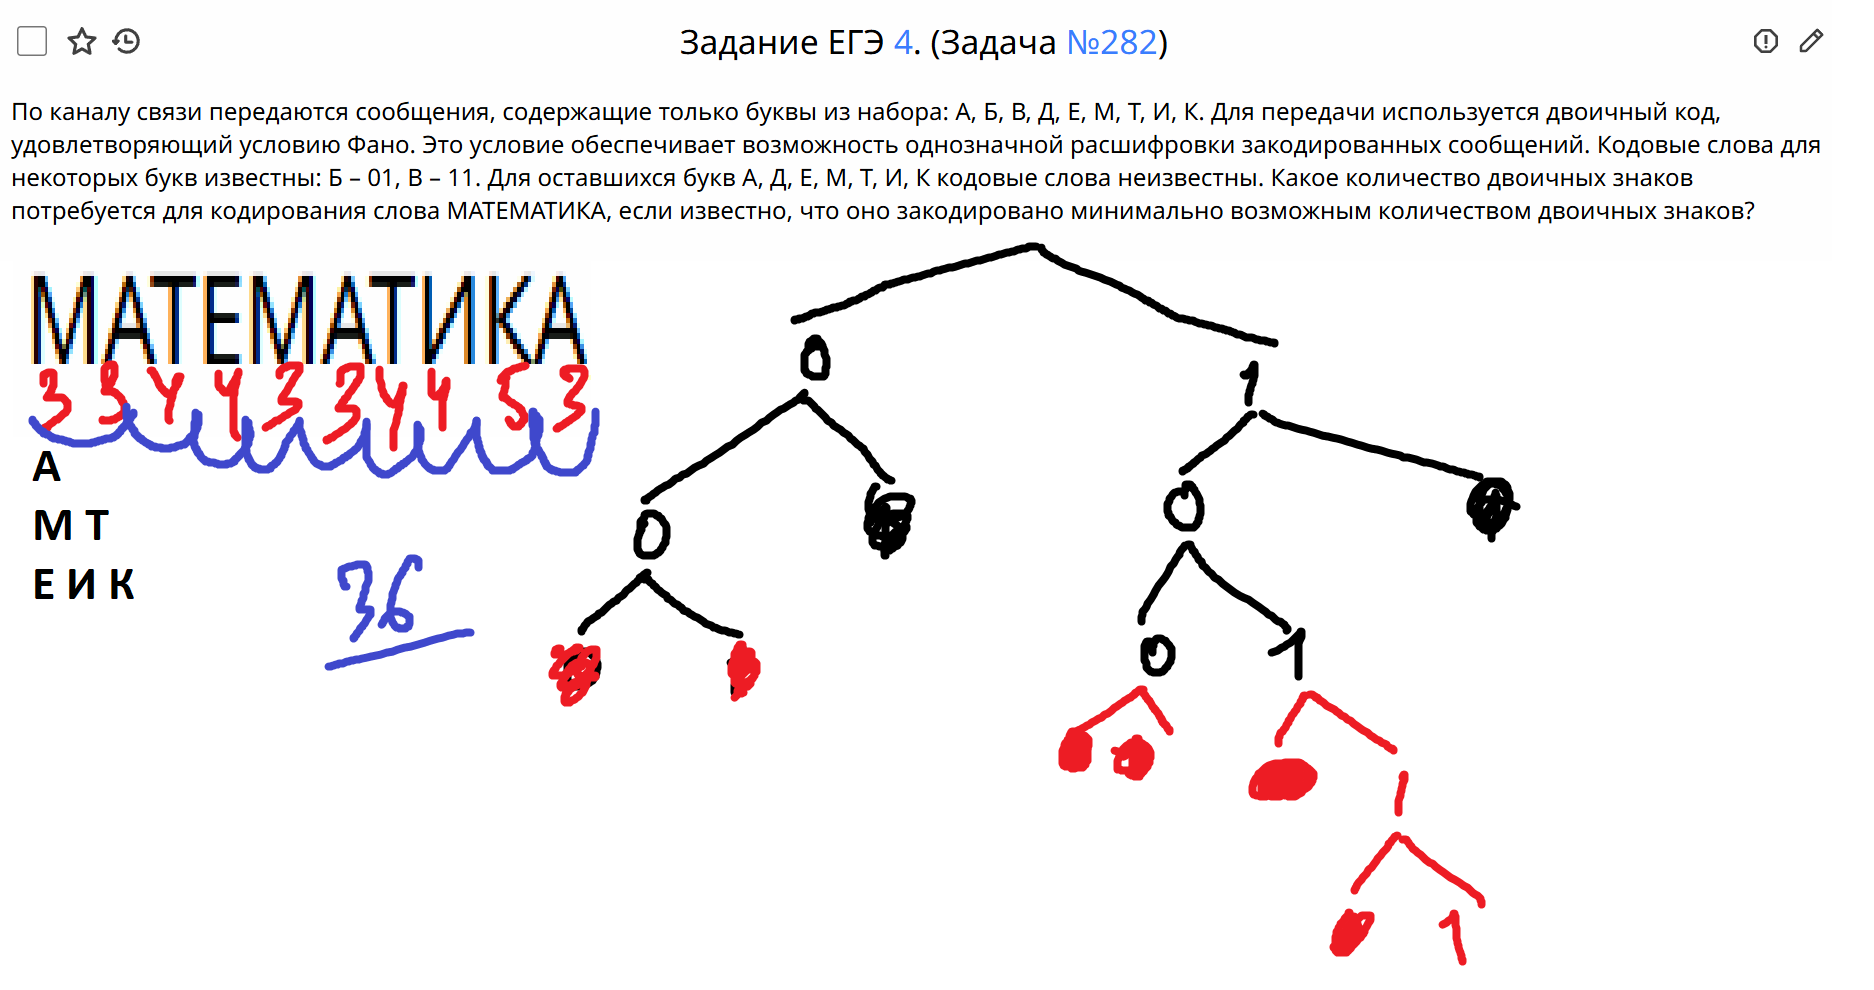 Задание ЕГЭ 4. (Задача №282)
По каналу связи передаются сообщения, содержащие только буквы из набора: А, Б, В, Д, Е, М, Т, И, К. Для передачи используется двоичный код,
удовлетворяющий условию Фано. Это условие обеспечивает возможность однозначной расшифровки закодированных сообщений. Кодовые слова для
некоторых букв известны: Б – 01, В – 11. Для оставшихся букв А, Д, Е, М, Т, И, К кодовые слова неизвестны. Какое количество двоичных знаков
потребуется для кодирования слова МАТЕМАТИКА, если известно, что оно закодировано минимально возможным количеством двоичных знаков?
МАТЕМАТИКА
3 3 4 4 3 3 4 4 5 3
А
М Т
Е И К
36
0 1
0 0
0 1
1
1